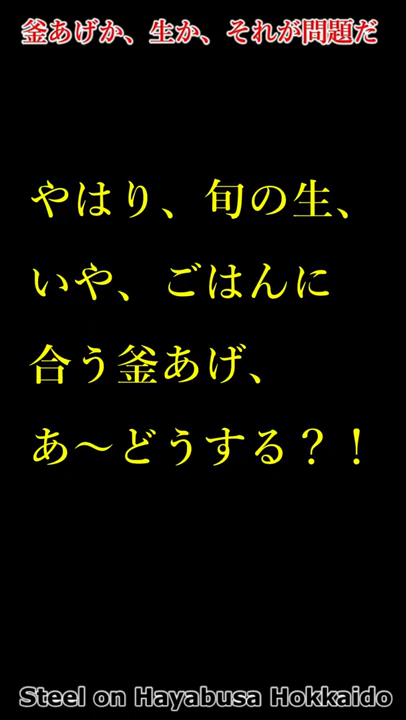 釜あげか、生か、それが問題だ
やはり、旬の生、
いや、ごはんに
合う釜あげ、
あ〜どうする？！
Steel on Hayabusa Hokkaido